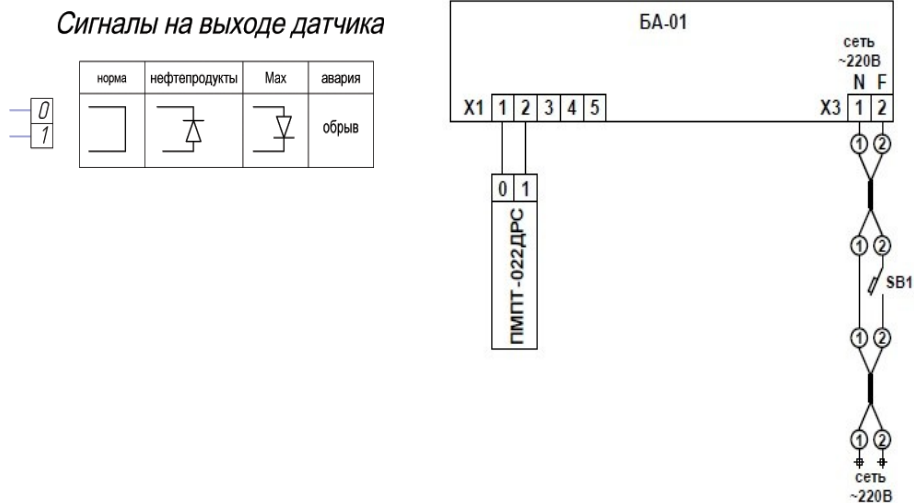 Сигналы на выходе датчика
норма нефтепродукты Max авария
0
1
обрыв
БА-01
сеть
~220В
N F
X1 1 2 3 4 5 X3 1 2
1 2
0 1
ПМПТ-022ДРС
1 2
SB1
1 2
1 2
сеть
~220В